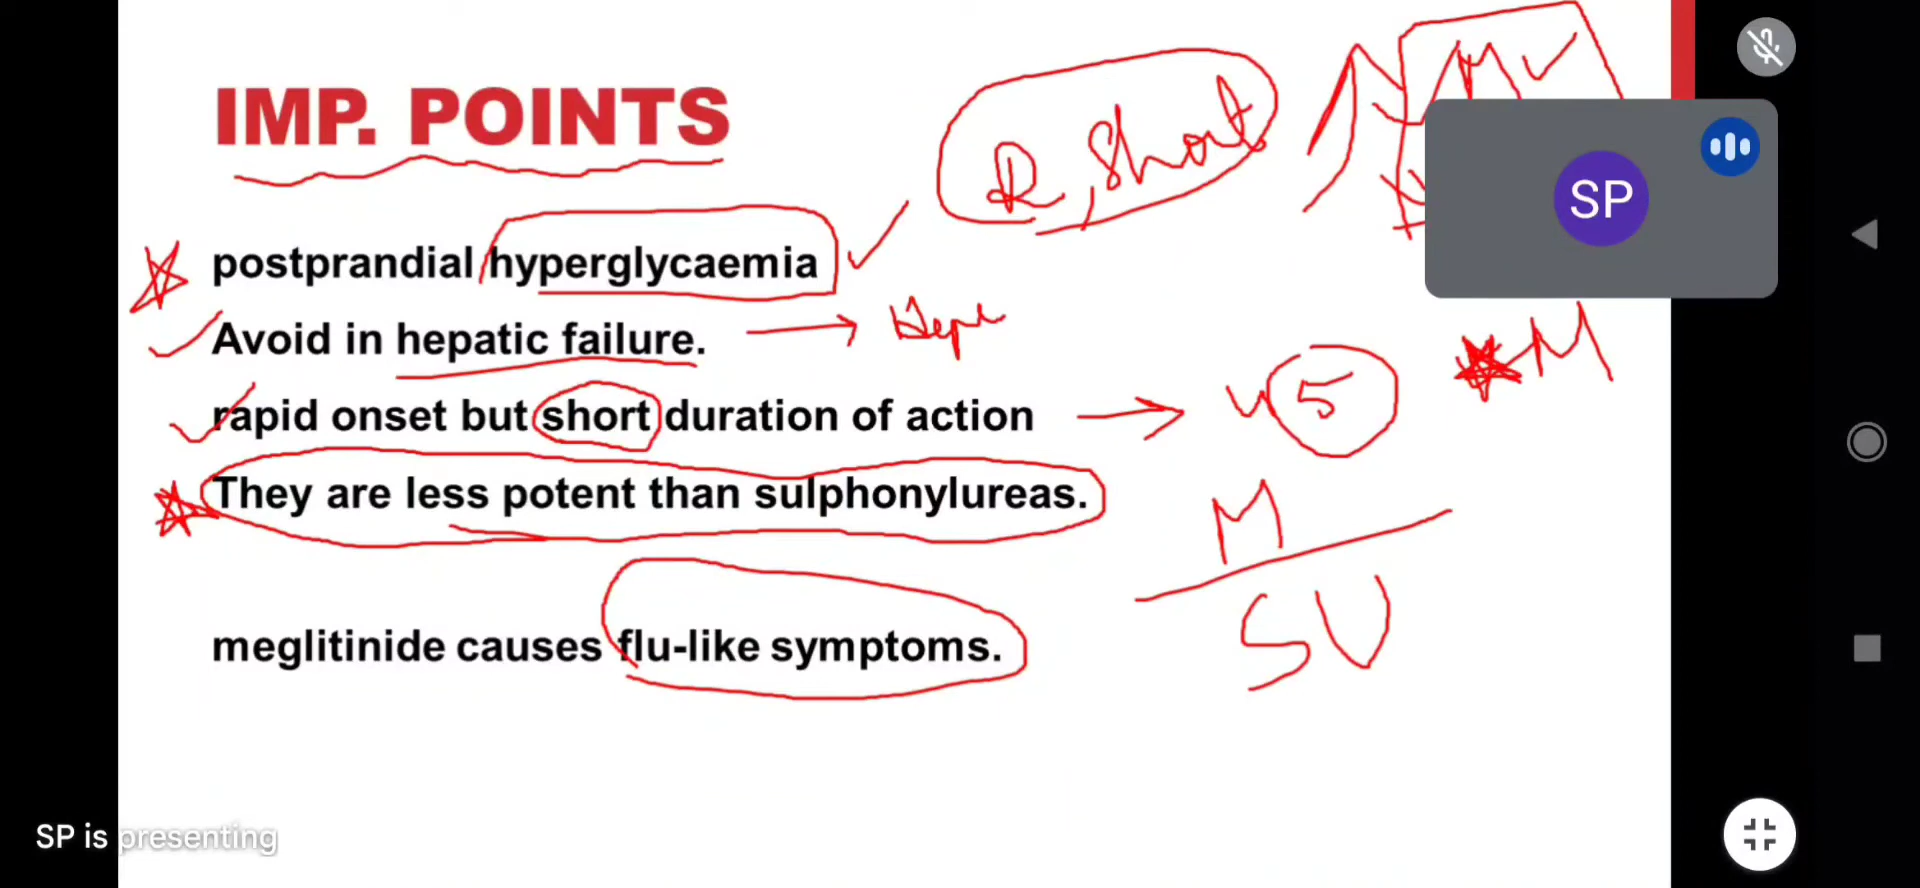 IMP. POINTS
R, Short
M
SP
postprandial hyperglycaemia
Avoid in hepatic failure.
rapid onset but short duration of action
5
M
They are less potent than sulphonylureas.
M
SU
meglitinide causes flu-like symptoms.
SP is presenting